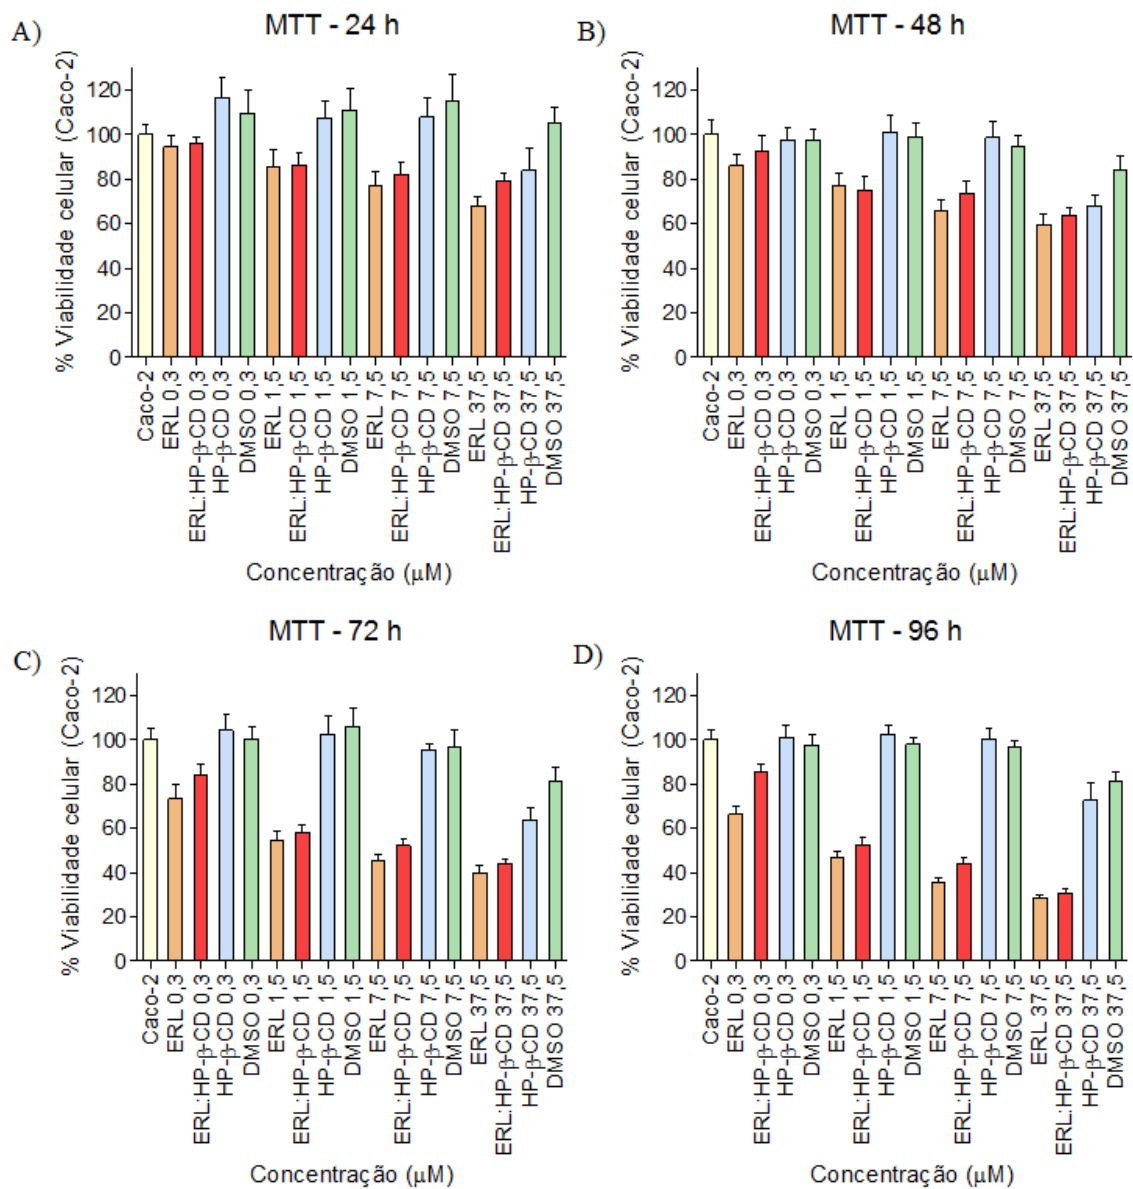 A)
MTT - 24 h
% Viabilidade celular (Caco-2)
120
100
80
60
40
20
0
Caco-2
ERL 0,3
ERL:HP-β-CD 0,3
HP-β-CD 0,3
DMSO 0,3
ERL 1,5
ERL:HP-β-CD 1,5
HP-β-CD 1,5
DMSO 1,5
ERL 7,5
ERL:HP-β-CD 7,5
HP-β-CD 7,5
DMSO 7,5
ERL 37,5
ERL:HP-β-CD 37,5
HP-β-CD 37,5
DMSO 37,5
Concentração (μM)
B)
MTT - 48 h
% Viabilidade celular (Caco-2)
120
100
80
60
40
20
0
Caco-2
ERL 0,3
ERL:HP-β-CD 0,3
HP-β-CD 0,3
DMSO 0,3
ERL 1,5
ERL:HP-β-CD 1,5
HP-β-CD 1,5
DMSO 1,5
ERL 7,5
ERL:HP-β-CD 7,5
HP-β-CD 7,5
DMSO 7,5
ERL 37,5
ERL:HP-β-CD 37,5
HP-β-CD 37,5
DMSO 37,5
Concentração (μM)
C)
MTT - 72 h
% Viabilidade celular (Caco-2)
120
100
80
60
40
20
0
Caco-2
ERL 0,3
ERL:HP-β-CD 0,3
HP-β-CD 0,3
DMSO 0,3
ERL 1,5
ERL:HP-β-CD 1,5
HP-β-CD 1,5
DMSO 1,5
ERL 7,5
ERL:HP-β-CD 7,5
HP-β-CD 7,5
DMSO 7,5
ERL 37,5
ERL:HP-β-CD 37,5
HP-β-CD 37,5
DMSO 37,5
Concentração (μM)
D)
MTT - 96 h
% Viabilidade celular (Caco-2)
120
100
80
60
40
20
0
Caco-2
ERL 0,3
ERL:HP-β-CD 0,3
HP-β-CD 0,3
DMSO 0,3
ERL 1,5
ERL:HP-β-CD 1,5
HP-β-CD 1,5
DMSO 1,5
ERL 7,5
ERL:HP-β-CD 7,5
HP-β-CD 7,5
DMSO 7,5
ERL 37,5
ERL:HP-β-CD 37,5
HP-β-CD 37,5
DMSO 37,5
Concentração (μM)